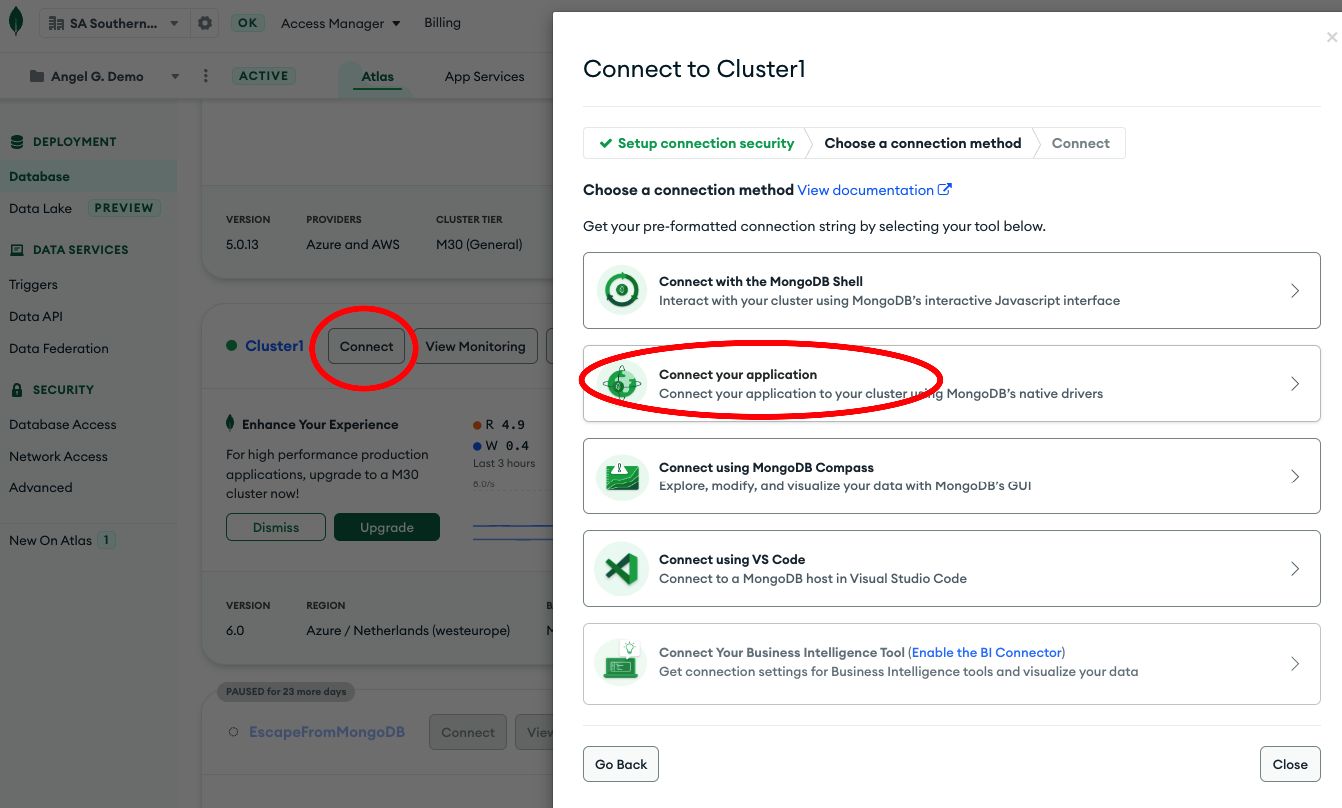 SA Southern...
OK
Access Manager
Billing
Angel G. Demo
ACTIVE
Atlas
App Services
DEPLOYMENT
Database
Data Lake PREVIEW
DATA SERVICES
Triggers
Data API
Data Federation
SECURITY
Database Access
Network Access
Advanced
New On Atlas 1
VERSION PROVIDERS CLUSTER TIER
5.0.13 Azure and AWS M30 (General)
Cluster1 Connect View Monitoring
Enhance Your Experience
For high performance production
applications, upgrade to a M30
cluster now!
Dismiss Upgrade
R 4.9
W 0.4
Last 3 hours
8.0/s
VERSION REGION
6.0 Azure / Netherlands (westeurope)
PAUSED for 23 more days
EscapeFromMongoDB Connect
Connect to Cluster1
Setup connection security Choose a connection method Connect
Choose a connection method View documentation
Get your pre-formatted connection string by selecting your tool below.
Connect with the MongoDB Shell
Interact with your cluster using MongoDB's interactive Javascript interface
Connect your application
Connect your application to your cluster using MongoDB's native drivers
Connect using MongoDB Compass
Explore, modify, and visualize your data with MongoDB's GUI
Connect using VS Code
Connect to a MongoDB host in Visual Studio Code
Connect Your Business Intelligence Tool (Enable the BI Connector)
Get connection settings for Business Intelligence tools and visualize your data
Go Back
Close